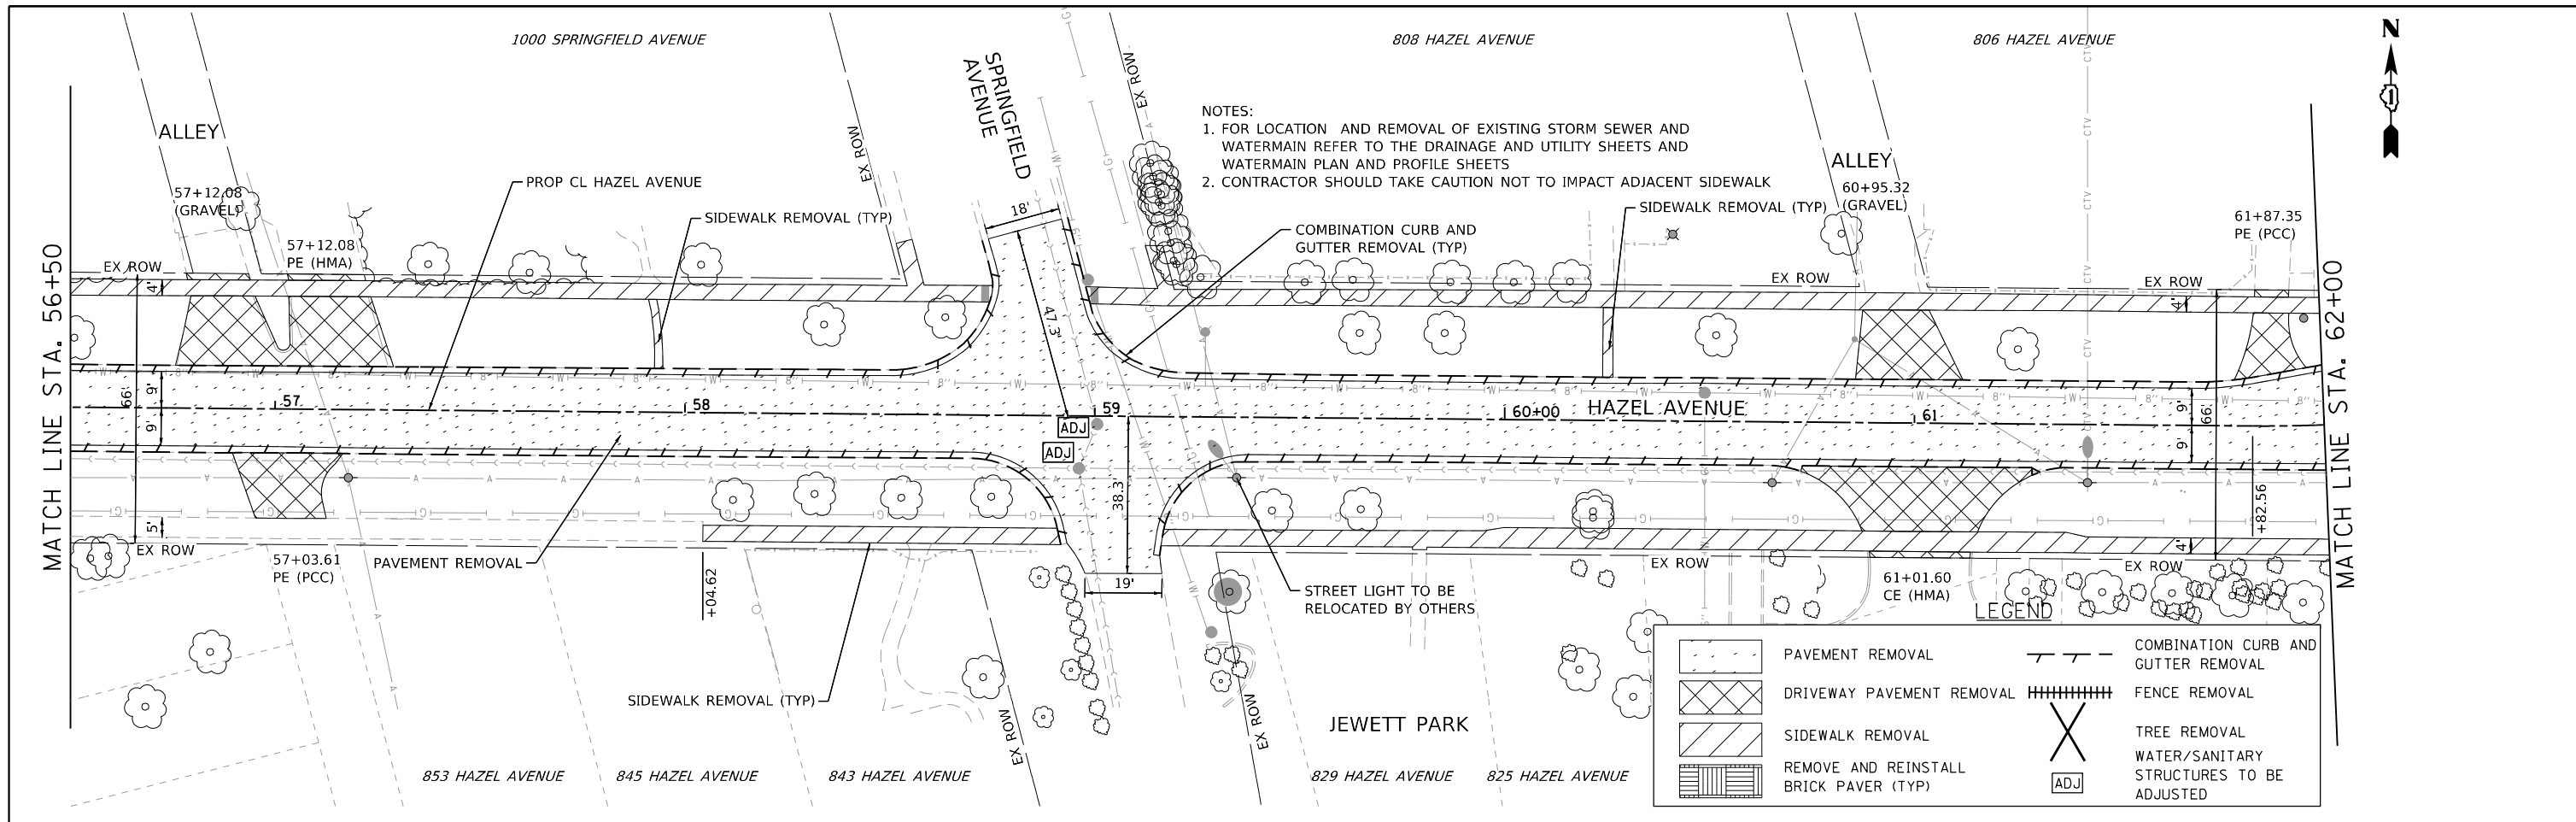 1000 SPRINGFIELD AVENUE
808 HAZEL AVENUE
806 HAZEL AVENUE
N
SPRINGFIELD
AVENUE
EX ROW
EX ROW
ALLEY
57+12.08
(GRAVEL)
57+12.08
PE (HMA)
PROP CL HAZEL AVENUE
SIDEWALK REMOVAL (TYP)
18'
NOTES:
1. FOR LOCATION AND REMOVAL OF EXISTING STORM SEWER AND
WATERMAIN REFER TO THE DRAINAGE AND UTILITY SHEETS AND
WATERMAIN PLAN AND PROFILE SHEETS
2. CONTRACTOR SHOULD TAKE CAUTION NOT TO IMPACT ADJACENT SIDEWALK
COMBINATION CURB AND
GUTTER REMOVAL (TYP)
SIDEWALK REMOVAL (TYP)
ALLEY
60+95.32
(GRAVEL)
61+87.35
PE (PCC)
EX ROW
EX ROW
EX ROW
4'
4'
47.3'
MATCH LINE STA. 56+50
MATCH LINE STA. 62+00
66'
9'
9'
57
58
59
60+00
HAZEL AVENUE
61
9'
9'
66'
ADJ
ADJ
38.3'
5'
EX ROW
57+03.61
PE (PCC)
PAVEMENT REMOVAL
+04.62
19'
STREET LIGHT TO BE
RELOCATED BY OTHERS
EX ROW
61+01.60
CE (HMA)
EX ROW
4'
+82.56
SIDEWALK REMOVAL (TYP)
EX ROW
EX ROW
JEWETT PARK
853 HAZEL AVENUE
845 HAZEL AVENUE
843 HAZEL AVENUE
829 HAZEL AVENUE
825 HAZEL AVENUE
LEGEND
PAVEMENT REMOVAL
DRIVEWAY PAVEMENT REMOVAL
SIDEWALK REMOVAL
REMOVE AND REINSTALL
BRICK PAVER (TYP)
COMBINATION CURB AND
GUTTER REMOVAL
FENCE REMOVAL
TREE REMOVAL
WATER/SANITARY
STRUCTURES TO BE
ADJUSTED
ADJ